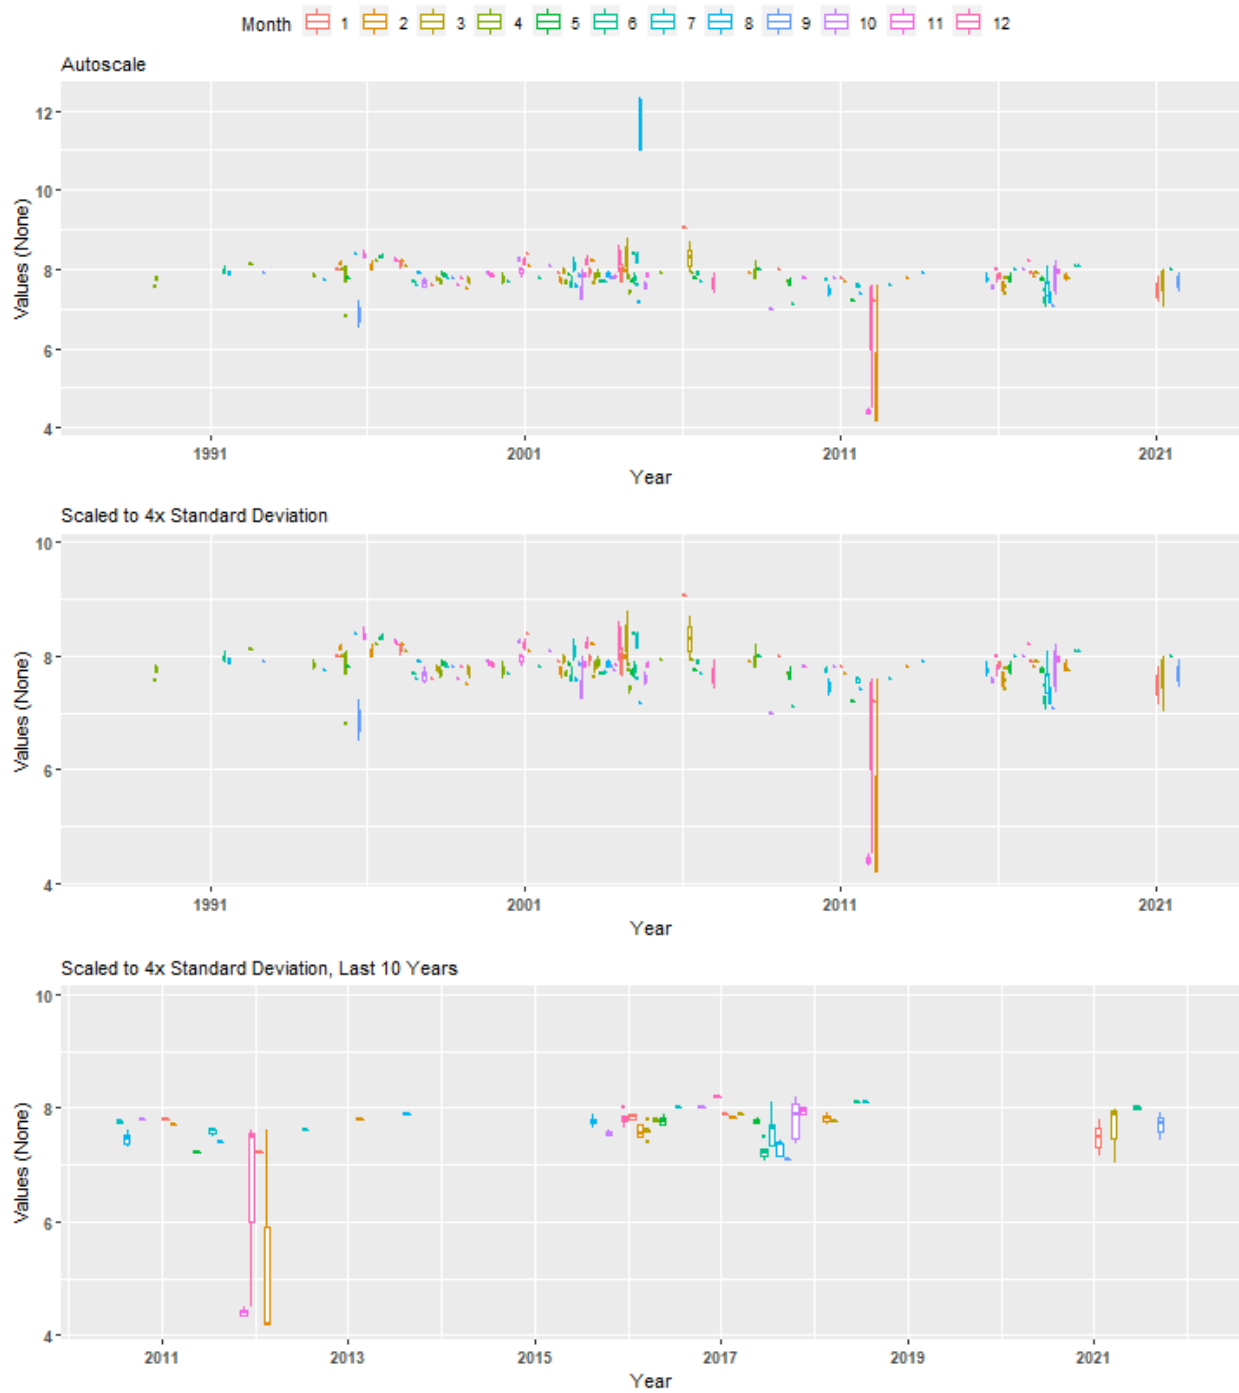 Month 1 2 3 4 5 6 7 8 9 10 11 12
Autoscale
12
10
8
6
4
Values (None)
1991 2001 2011 2021
Year
Scaled to 4x Standard Deviation
10
8
6
4
Values (None)
1991 2001 2011 2021
Year
Scaled to 4x Standard Deviation, Last 10 Years
10
8
6
4
Values (None)
2011 2013 2015 2017 2019 2021
Year